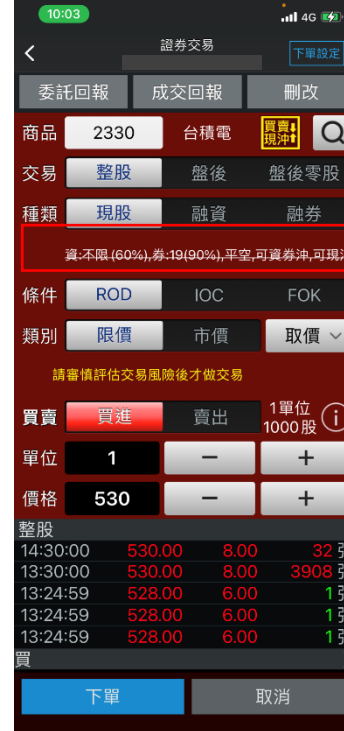 10:03
4G
證券交易
下單設定
委託回報 成交回報 刪改
商品 2330 台積電 買賣現沖
交易 整股 盤後 盤後零股
種類 現股 融資 融券
資:不限(60%),券:19(90%),平空,可資券沖,可現
條件 ROD IOC FOK
類別 限價 市價 取價
請審慎評估交易風險後才做交易
買賣 買進 賣出 1單位
1000股
單位 1 − +
價格 530 − +
整股
14:30:00 530.00 8.00 32
13:30:00 530.00 8.00 3908
13:24:59 528.00 6.00 1
13:24:59 528.00 6.00 1
13:24:59 528.00 6.00 1
買
下單 取消